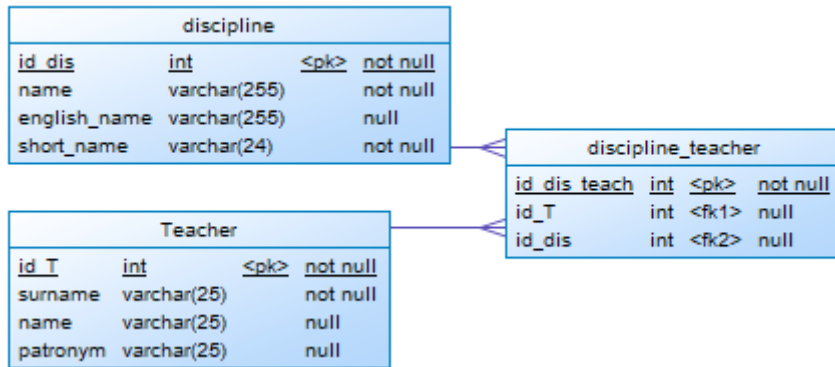 discipline
id_dis int <pk> not null
name varchar(255) not null
english_name varchar(255) null
short_name varchar(24) not null
discipline_teacher
id_dis_teach int <pk> not null
id_T int <fk1> null
id_dis int <fk2> null
Teacher
id_T int <pk> not null
surname varchar(25) not null
name varchar(25) null
patronym varchar(25) null